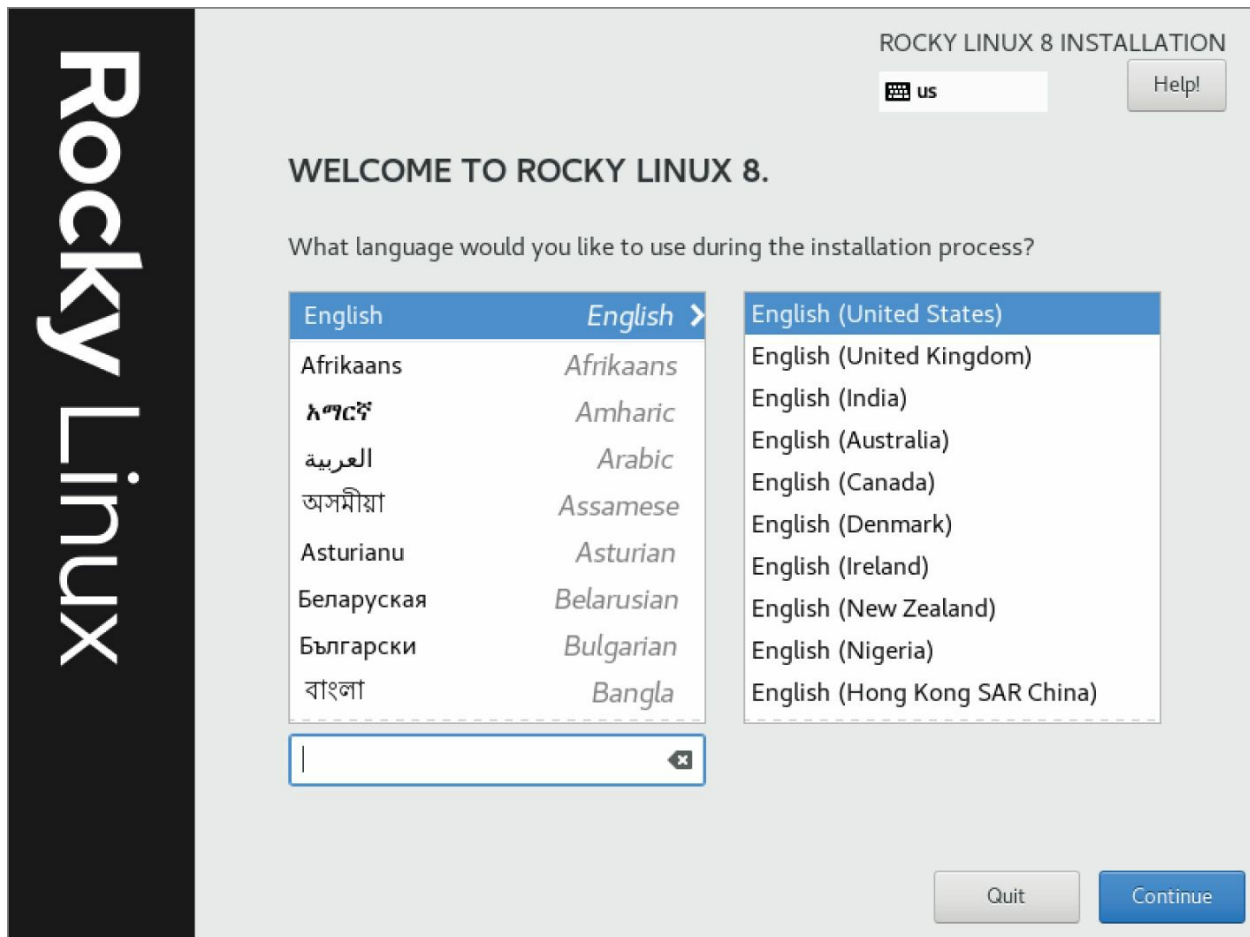 Rocky Linux
ROCKY LINUX 8 INSTALLATION
us
Help!
WELCOME TO ROCKY LINUX 8.
What language would you like to use during the installation process?
English English
Afrikaans Afrikaans
አማርኛ Amharic
العربية Arabic
অসমীয়া Assamese
Asturianu Asturian
Беларуская Belarusian
Български Bulgarian
বাংলা Bangla
English (United States)
English (United Kingdom)
English (India)
English (Australia)
English (Canada)
English (Denmark)
English (Ireland)
English (New Zealand)
English (Nigeria)
English (Hong Kong SAR China)
Quit
Continue